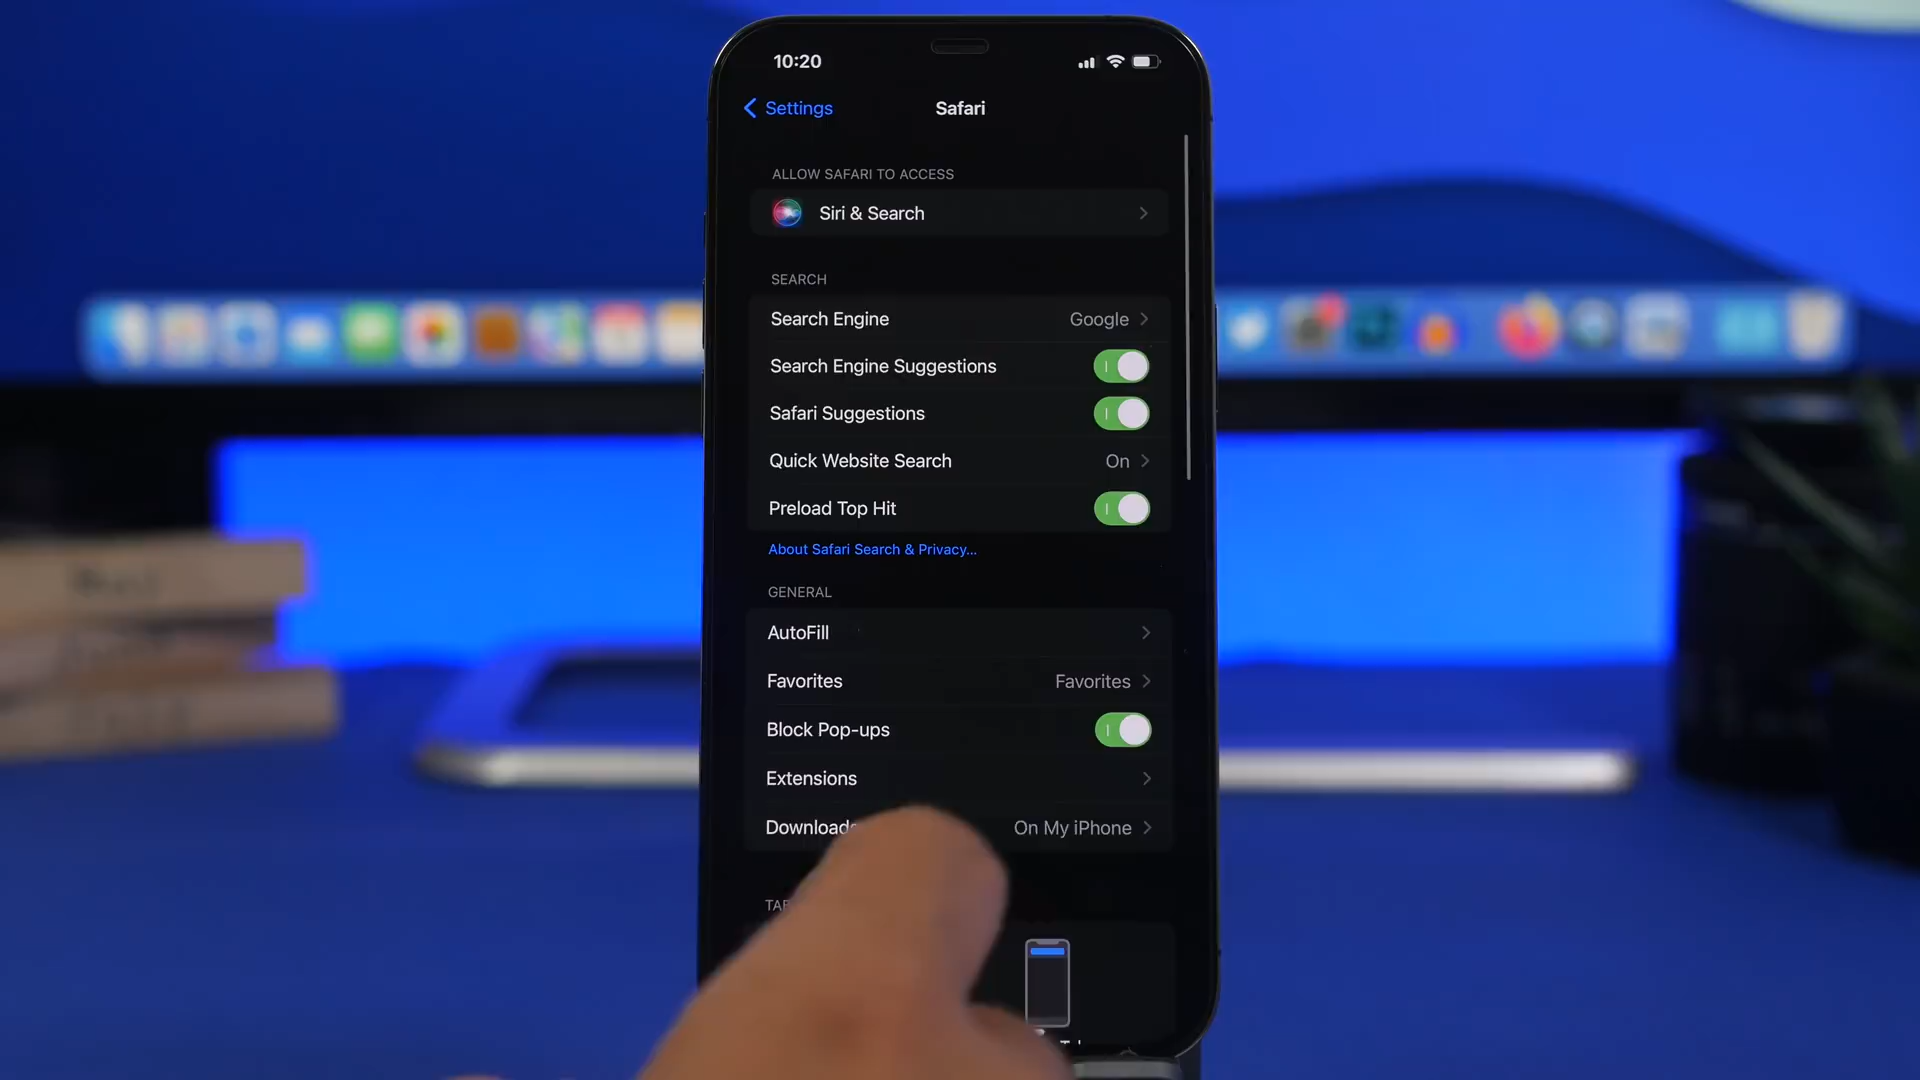 10:20
Settings
Safari
ALLOW SAFARI TO ACCESS
Siri & Search
SEARCH
Search Engine Google
Search Engine Suggestions
Safari Suggestions
Quick Website Search On
Preload Top Hit
About Safari Search & Privacy...
GENERAL
AutoFill
Favorites Favorites
Block Pop-ups
Extensions
Downloads On My iPhone